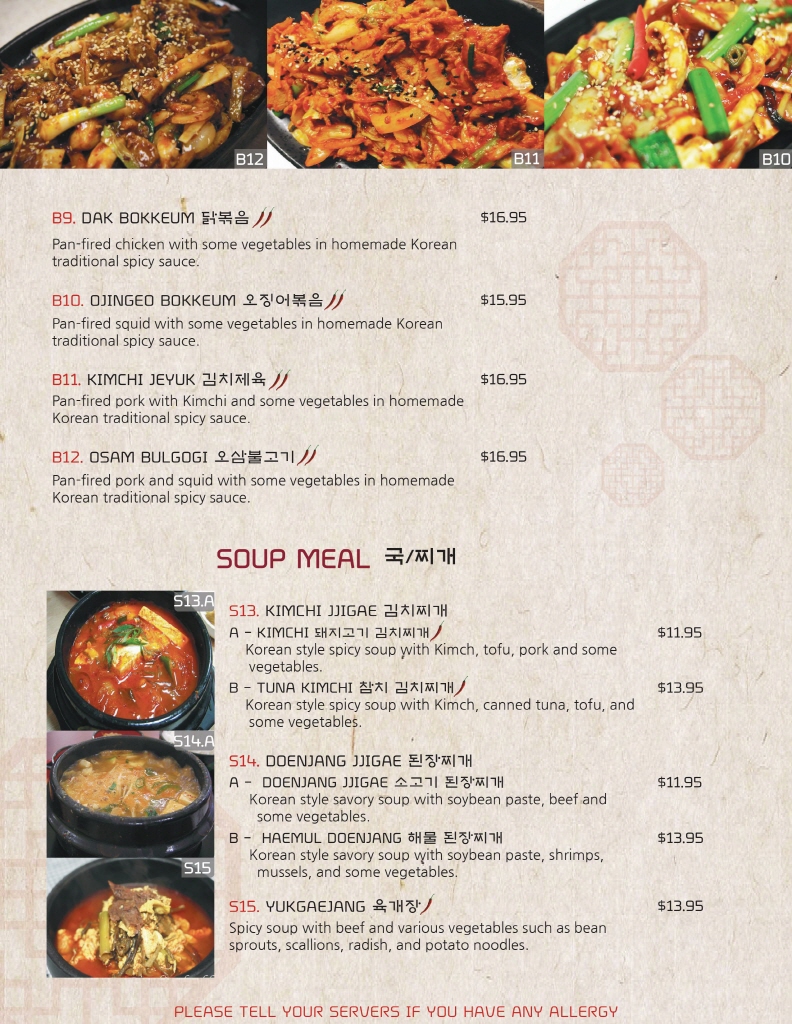 B12
B11
B10
B9. DAK BOKKEUM 닭볶음 $16.95
Pan-fired chicken with some vegetables in homemade Korean
traditional spicy sauce.
B10. OJINGEO BOKKEUM 오징어볶음 $15.95
Pan-fired squid with some vegetables in homemade Korean
traditional spicy sauce.
B11. KIMCHI JEYUK 김치제육 $16.95
Pan-fired pork with Kimchi and some vegetables in homemade
Korean traditional spicy sauce.
B12. OSAM BULGOGI 오삼불고기 $16.95
Pan-fired pork and squid with some vegetables in homemade
Korean traditional spicy sauce.
SOUP MEAL 국/찌개
S13.A
S13. KIMCHI JJIGAE 김치찌개
A - KIMCHI 돼지고기 김치찌개 $11.95
Korean style spicy soup with Kimch, tofu, pork and some
vegetables.
B - TUNA KIMCHI 참치 김치찌개 $13.95
Korean style spicy soup with Kimch, canned tuna, tofu, and
some vegetables.
S14.A
S14. DOENJANG JJIGAE 된장찌개
A - DOENJANG JJIGAE 소고기 된장찌개 $11.95
Korean style savory soup with soybean paste, beef and
some vegetables.
B - HAEMUL DOENJANG 해물 된장찌개 $13.95
Korean style savory soup with soybean paste, shrimps,
mussels, and some vegetables.
S15
S15. YUKGAEJANG 육개장 $13.95
Spicy soup with beef and various vegetables such as bean
sprouts, scallions, radish, and potato noodles.
PLEASE TELL YOUR SERVERS IF YOU HAVE ANY ALLERGY